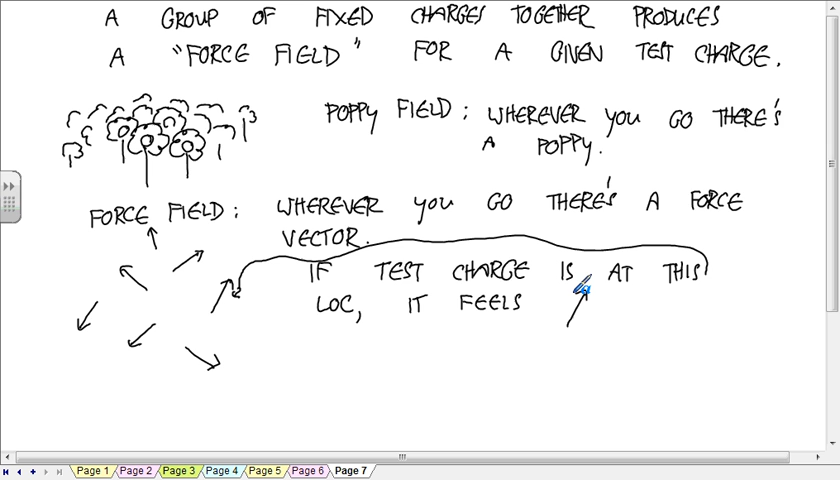 A GROUP OF FIXED CHARGES TOGETHER PRODUCES
A "FORCE FIELD" FOR A GIVEN TEST CHARGE.
POPPY FIELD: WHEREVER YOU GO THERE'S
A POPPY.
FORCE FIELD: WHEREVER YOU GO THERE'S A FORCE
VECTOR.
IF TEST CHARGE IS AT THIS
LOC, IT FEELS
Page 1 Page 2 Page 3 Page 4 Page 5 Page 6 Page 7